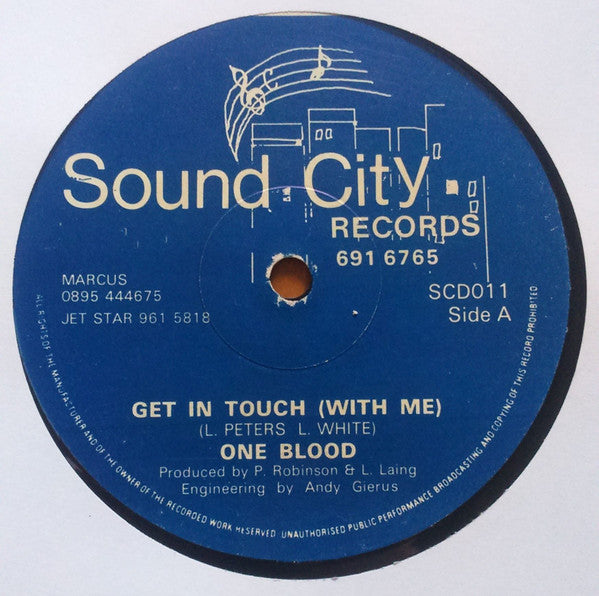 Sound City.
RECORDS
691 6765
MARCUS
0895 444675
JET STAR 961 5818
SCD011
Side A
GET IN TOUCH (WITH ME)
(L. PETERS L. WHITE)
ONE BLOOD
Produced by P. Robinson & L. Laing
Engineering by Andy Gierus
ALL RIGHTS OF THE MANUFACTURER AND OF THE OWNER OF THE RECORDED WORK RESERVED UNAUTHORISED PUBLIC PERFORMANCE BROADCASTING AND COPYING OF THIS RECORD PROHIBITED